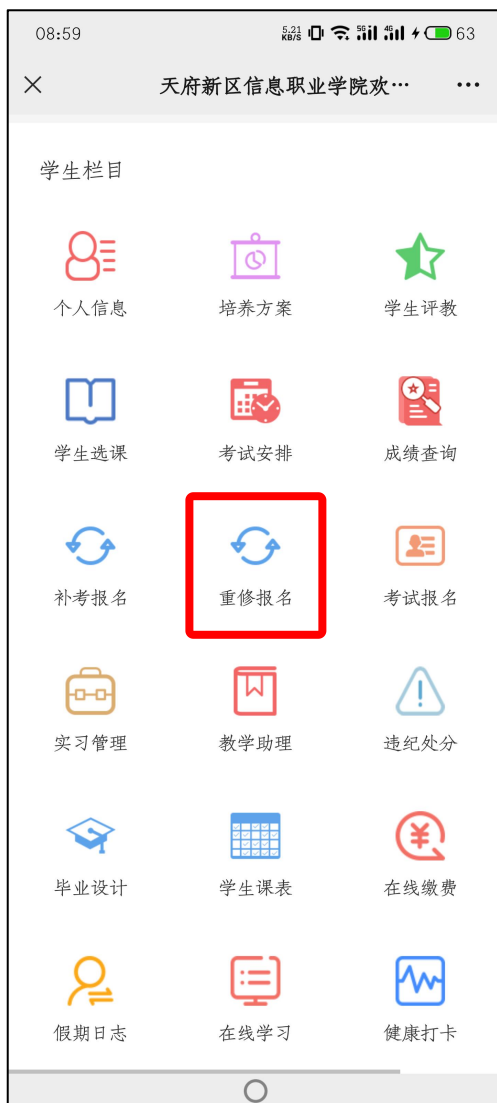 08:59 5.21 KB/S 5G 4G 63
天府新区信息职业学院欢… …
学生栏目
个人信息 培养方案 学生评教
学生选课 考试安排 成绩查询
补考报名 重修报名 考试报名
实习管理 教学助理 违纪处分
毕业设计 学生课表 在线缴费
假期日志 在线学习 健康打卡